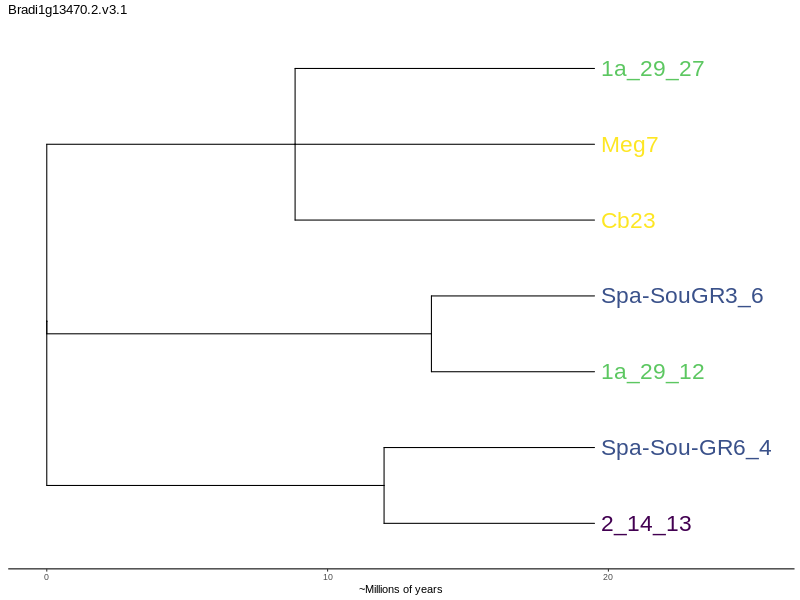 Bradi1g13470.2.v3.1
1a_29_27
Meg7
Cb23
Spa-SouGR3_6
1a_29_12
Spa-Sou-GR6_4
2_14_13
0 10 20
~Millions of years